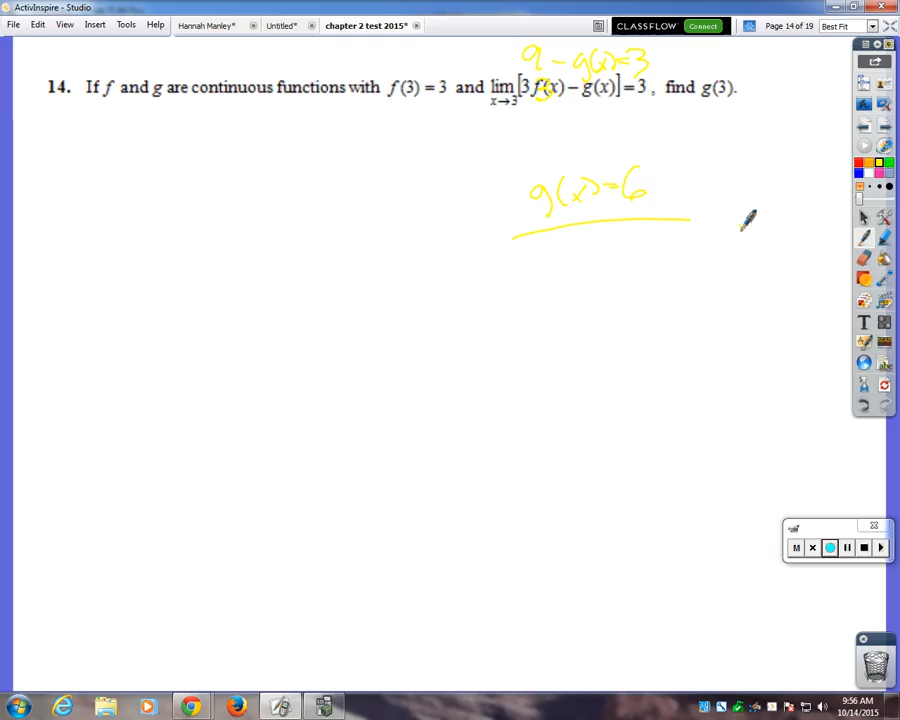 ActivInspire - Studio
File Edit View Insert Tools Help Hannah Manley* Untitled* chapter 2 test 2015* CLASSFLOW Connect Page 14 of 19 Best Fit
9 - g(x)=3
14. If f and g are continuous functions with f(3) = 3 and lim x→3 [3f(x) − g(x)] = 3, find g(3).
3
g(x)=6
M
9:56 AM
10/14/2015